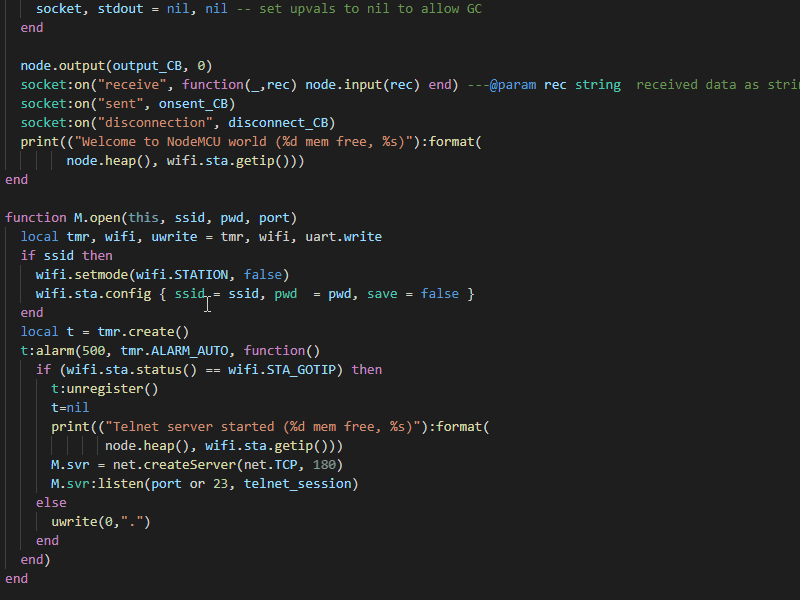 socket, stdout = nil, nil -- set upvals to nil to allow GC
end
node.output(output_CB, 0)
socket:on("receive", function(_,rec) node.input(rec) end) ---@param rec string  received data as
socket:on("sent", onsent_CB)
socket:on("disconnection", disconnect_CB)
print(("Welcome to NodeMCU world (%d mem free, %s)"):format(
node.heap(), wifi.sta.getip()))
end
function M.open(this, ssid, pwd, port)
local tmr, wifi, uwrite = tmr, wifi, uart.write
if ssid then
wifi.setmode(wifi.STATION, false)
wifi.sta.config { ssid = ssid, pwd  = pwd, save = false }
end
local t = tmr.create()
t:alarm(500, tmr.ALARM_AUTO, function()
if (wifi.sta.status() == wifi.STA_GOTIP) then
t:unregister()
t=nil
print(("Telnet server started (%d mem free, %s)"):format(
node.heap(), wifi.sta.getip()))
M.svr = net.createServer(net.TCP, 180)
M.svr:listen(port or 23, telnet_session)
else
uwrite(0,".")
end
end)
end